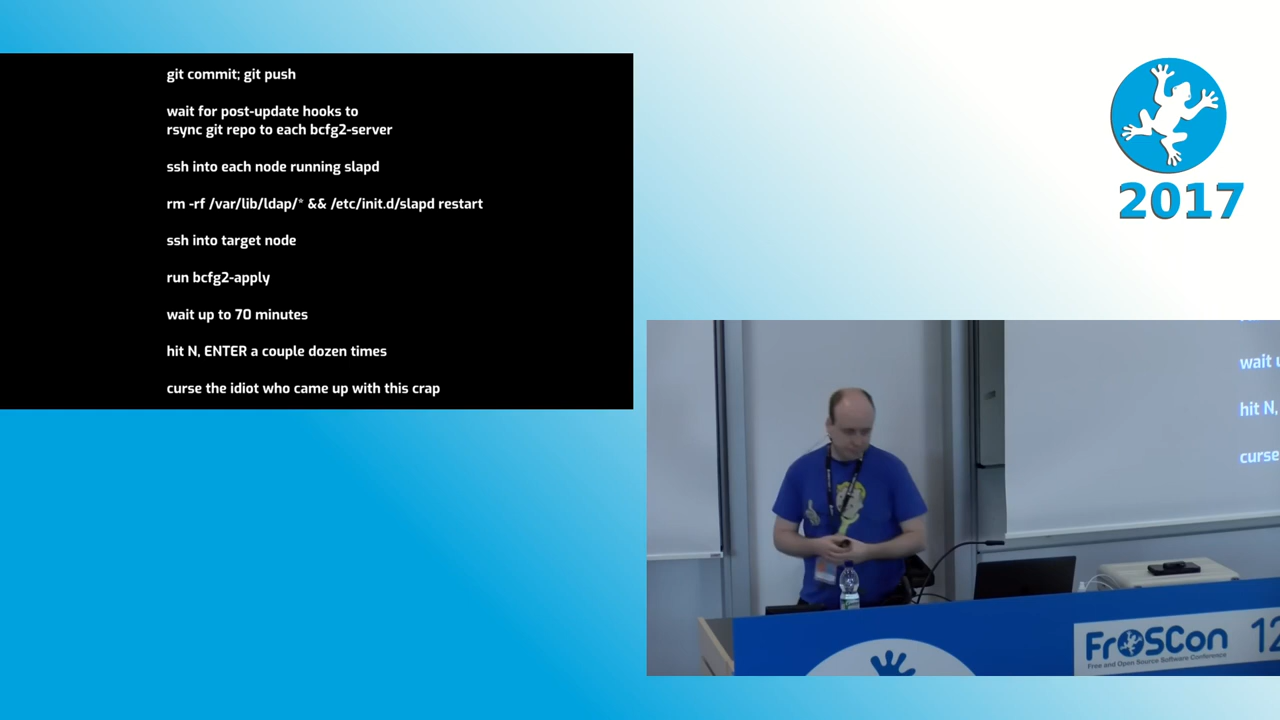 git commit; git push
wait for post-update hooks to
rsync git repo to each bcfg2-server
ssh into each node running slapd
rm -rf /var/lib/ldap/* && /etc/init.d/slapd restart
ssh into target node
run bcfg2-apply
wait up to 70 minutes
hit N, ENTER a couple dozen times
curse the idiot who came up with this crap
2017
wait u
hit N,
curse
FrOSCon 12
Free and Open Source Software Conference